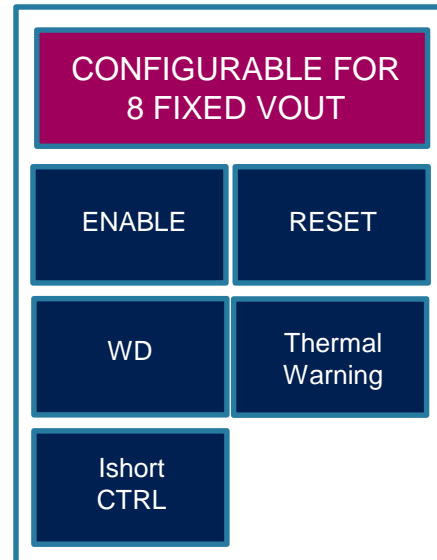 CONFIGURABLE FOR
8 FIXED VOUT
ENABLE
RESET
WD
Thermal
Warning
Ishort
CTRL